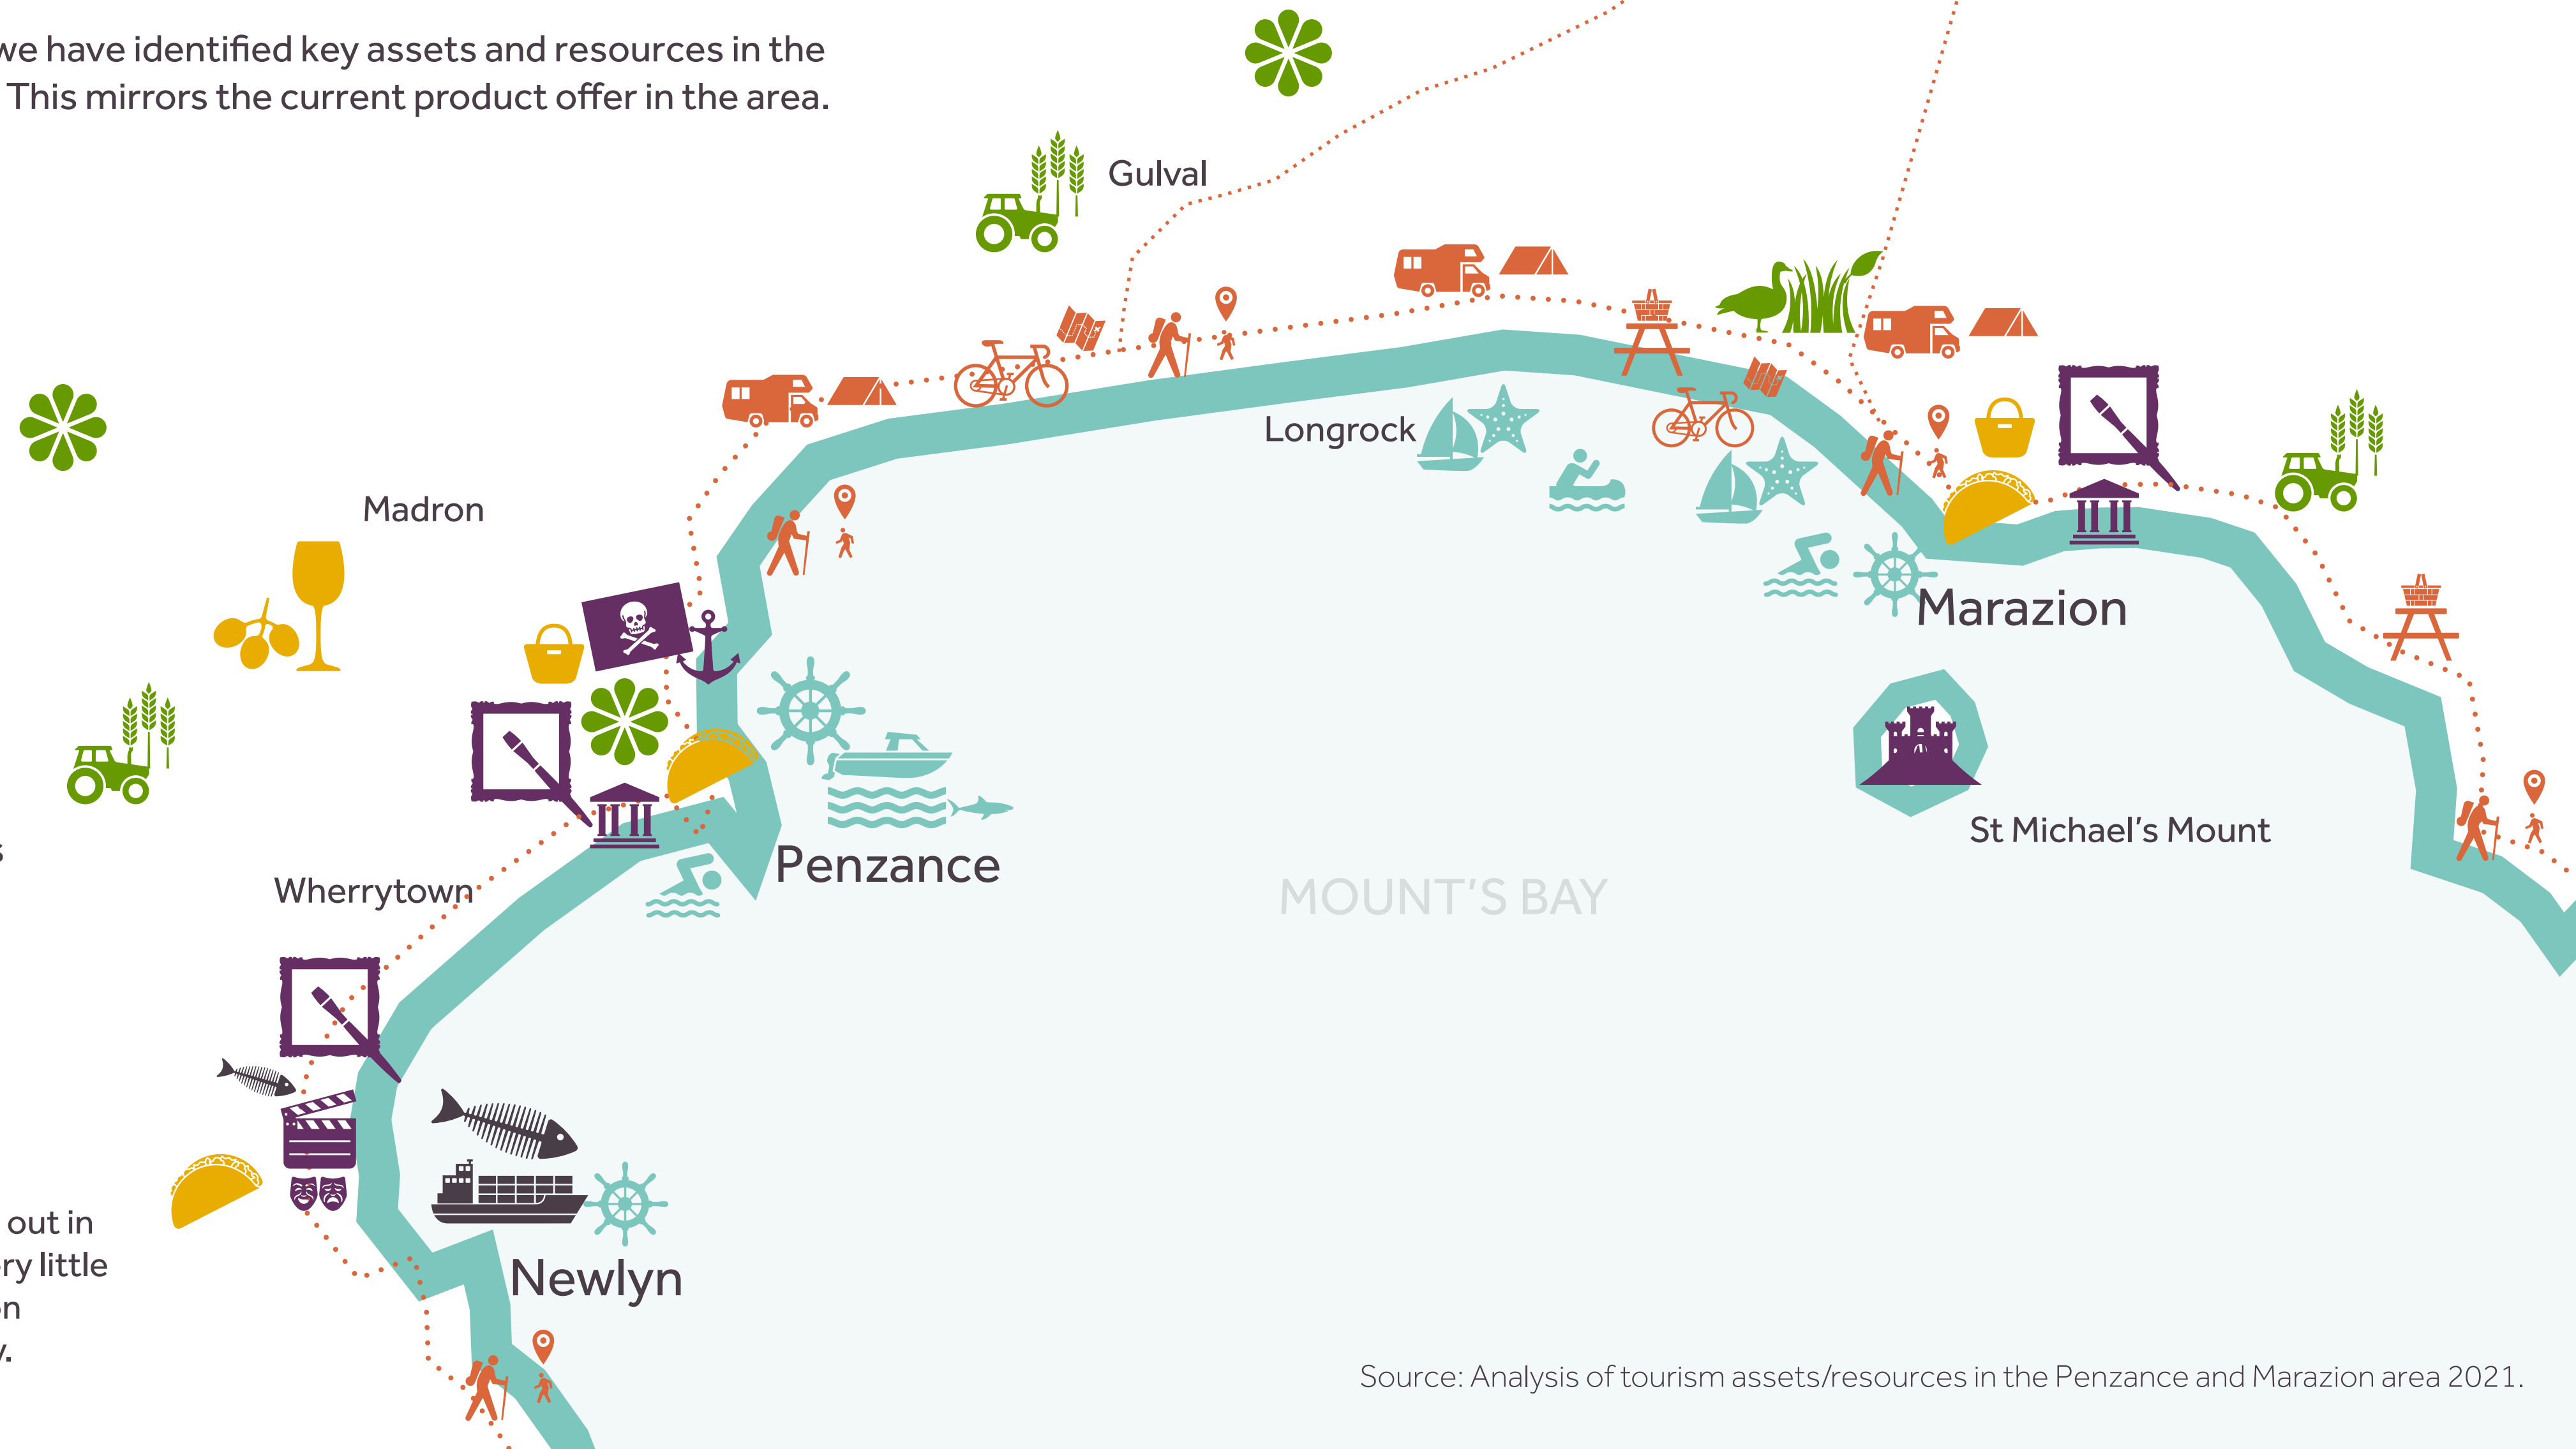 we have identified key assets and resources in the
This mirrors the current product offer in the area.
Gulval
Longrock
Madron
Marazion
St Michael's Mount
Penzance
MOUNT'S BAY
Wherrytown
Newlyn
out in
ry little
on
y.
Source: Analysis of tourism assets/resources in the Penzance and Marazion area 2021.